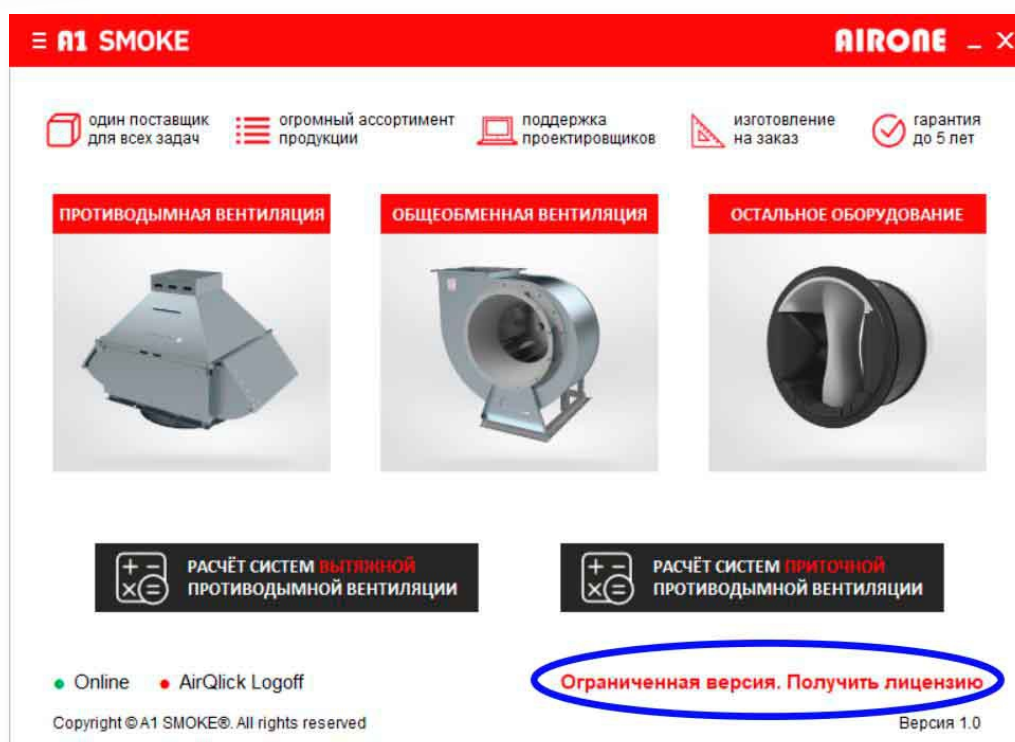 A1 SMOKE
AIRONE
один поставщик
для всех задач
огромный ассортимент
продукции
поддержка
проектировщиков
изготовление
на заказ
гарантия
до 5 лет
ПРОТИВОДЫМНАЯ ВЕНТИЛЯЦИЯ
ОБЩЕОБМЕННАЯ ВЕНТИЛЯЦИЯ
ОСТАЛЬНОЕ ОБОРУДОВАНИЕ
РАСЧЁТ СИСТЕМ ВЫТЯЖНОЙ
ПРОТИВОДЫМНОЙ ВЕНТИЛЯЦИИ
РАСЧЁТ СИСТЕМ ПРИТОЧНОЙ
ПРОТИВОДЫМНОЙ ВЕНТИЛЯЦИИ
Online
AirQlick Logoff
Ограниченная версия. Получить лицензию
Copyright © A1 SMOKE®. All rights reserved
Версия 1.0